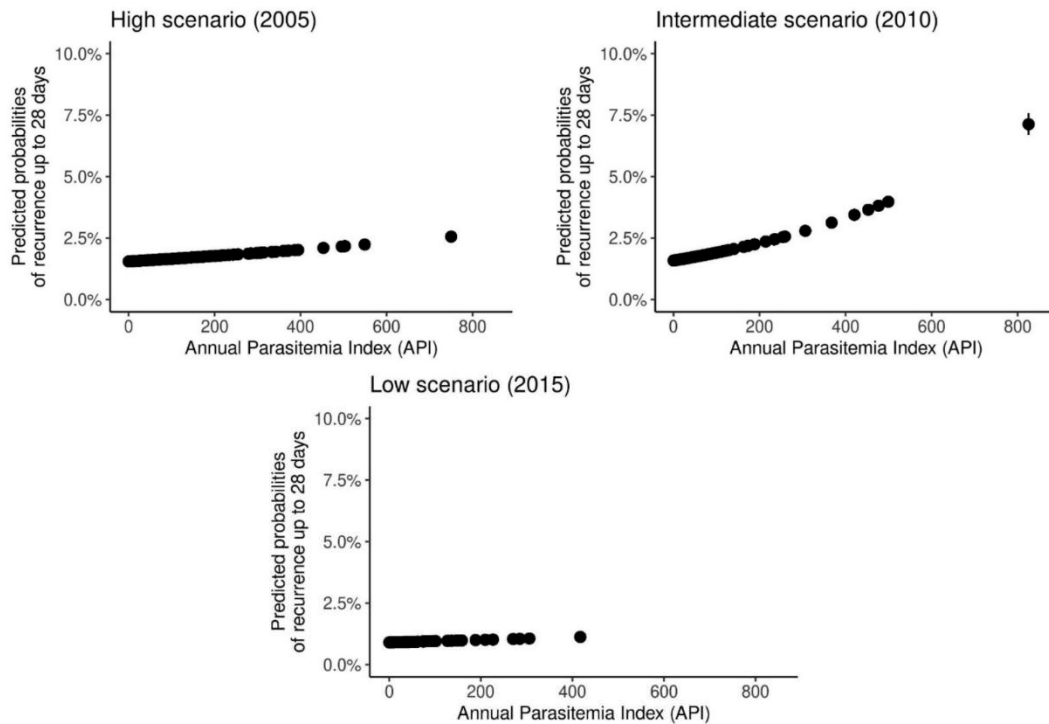 High scenario (2005)
Predicted probabilities
of recurrence up to 28 days
10.0%
7.5%
5.0%
2.5%
0.0%
0 200 400 600 800
Annual Parasitemia Index (API)
Intermediate scenario (2010)
Predicted probabilities
of recurrence up to 28 days
10.0%
7.5%
5.0%
2.5%
0.0%
0 200 400 600 800
Annual Parasitemia Index (API)
Low scenario (2015)
Predicted probabilities
of recurrence up to 28 days
10.0%
7.5%
5.0%
2.5%
0.0%
0 200 400 600 800
Annual Parasitemia Index (API)